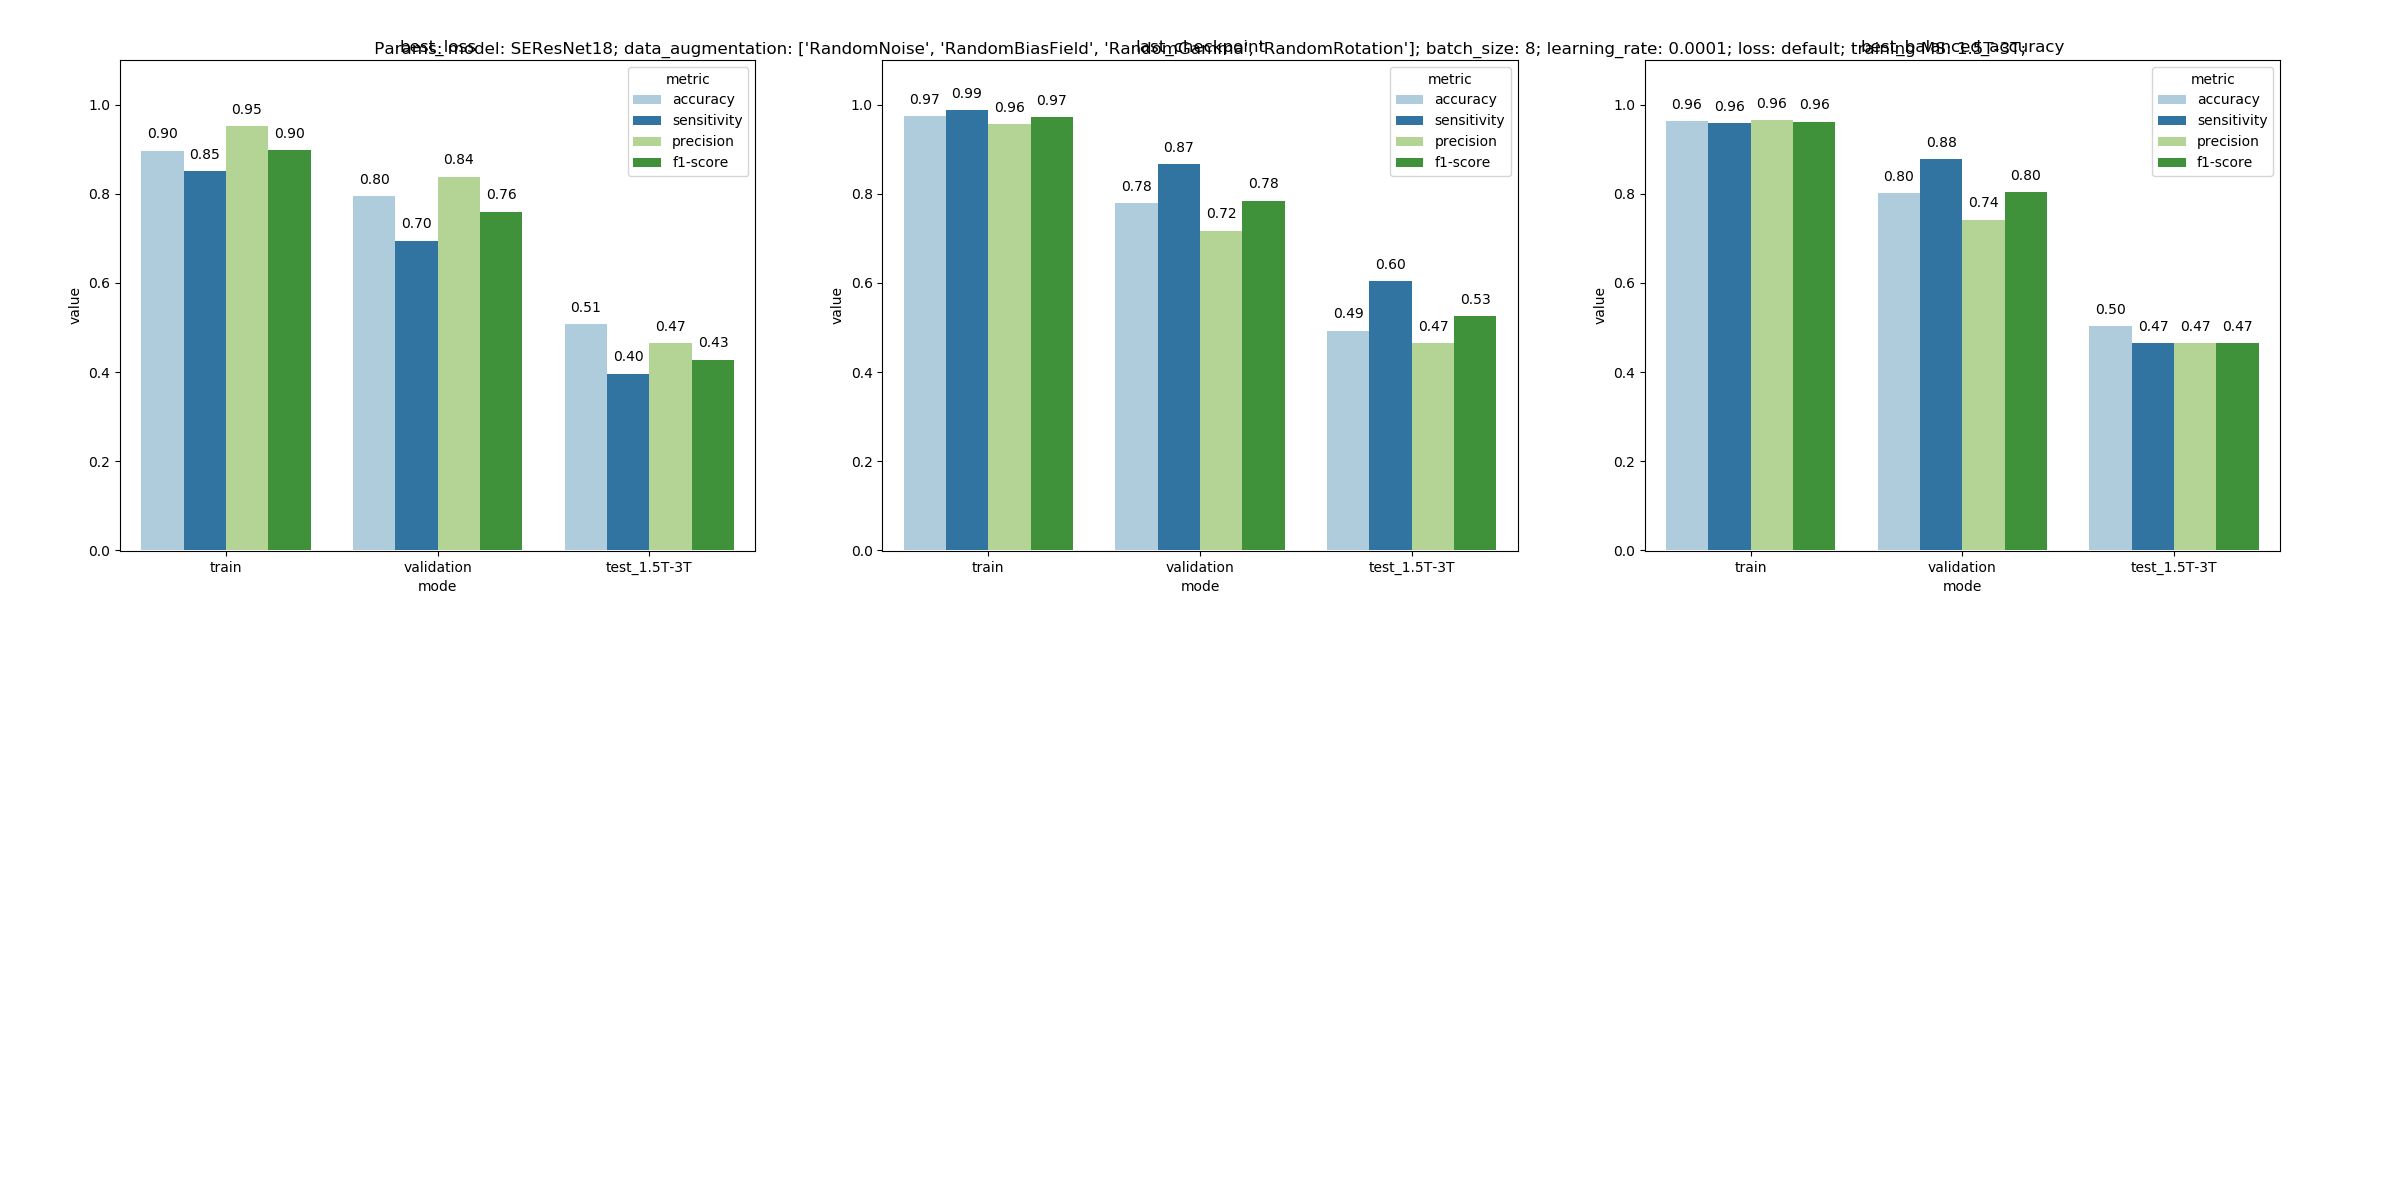 best_loss
last_checkpoint
best_balanced_accuracy
Params: model: SEResNet18; data_augmentation: ['RandomNoise', 'RandomBiasField', 'RandomGamma', 'RandomRotation']; batch_size: 8; learning_rate: 0.0001; loss: default; training MS: 1.5T-3T;
value
1.0
0.8
0.6
0.4
0.2
0.0
0.90
0.85
0.95
0.90
0.80
0.70
0.84
0.76
0.51
0.40
0.47
0.43
metric
accuracy
sensitivity
precision
f1-score
train
validation
test_1.5T-3T
mode
value
1.0
0.8
0.6
0.4
0.2
0.0
0.97
0.99
0.96
0.97
0.78
0.87
0.72
0.78
0.49
0.60
0.47
0.53
metric
accuracy
sensitivity
precision
f1-score
train
validation
test_1.5T-3T
mode
value
1.0
0.8
0.6
0.4
0.2
0.0
0.96
0.96
0.96
0.96
0.80
0.88
0.74
0.80
0.50
0.47
0.47
0.47
metric
accuracy
sensitivity
precision
f1-score
train
validation
test_1.5T-3T
mode